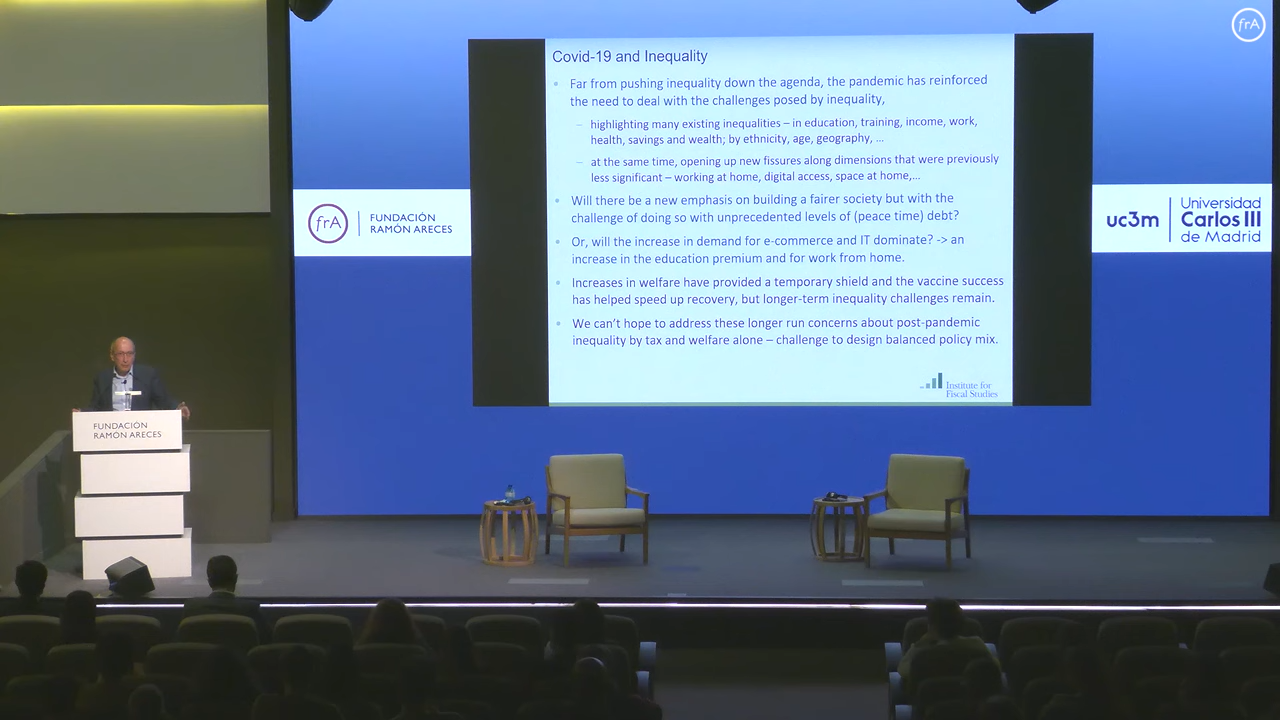 frA
Covid-19 and Inequality
• Far from pushing inequality down the agenda, the pandemic has reinforced
the need to deal with the challenges posed by inequality,
– highlighting many existing inequalities – in education, training, income, work,
health, savings and wealth; by ethnicity, age, geography, ...
– at the same time, opening up new fissures along dimensions that were previously
less significant – working at home, digital access, space at home,...
• Will there be a new emphasis on building a fairer society but with the
challenge of doing so with unprecedented levels of (peace time) debt?
• Or, will the increase in demand for e-commerce and IT dominate? -> an
increase in the education premium and for work from home.
• Increases in welfare have provided a temporary shield and the vaccine success
has helped speed up recovery, but longer-term inequality challenges remain.
• We can't hope to address these longer run concerns about post-pandemic
inequality by tax and welfare alone – challenge to design balanced policy mix.
Institute for
Fiscal Studies
frA
FUNDACIÓN
RAMÓN ARECES
uc3m
Universidad
Carlos III
de Madrid
FUNDACIÓN
RAMÓN ARECES